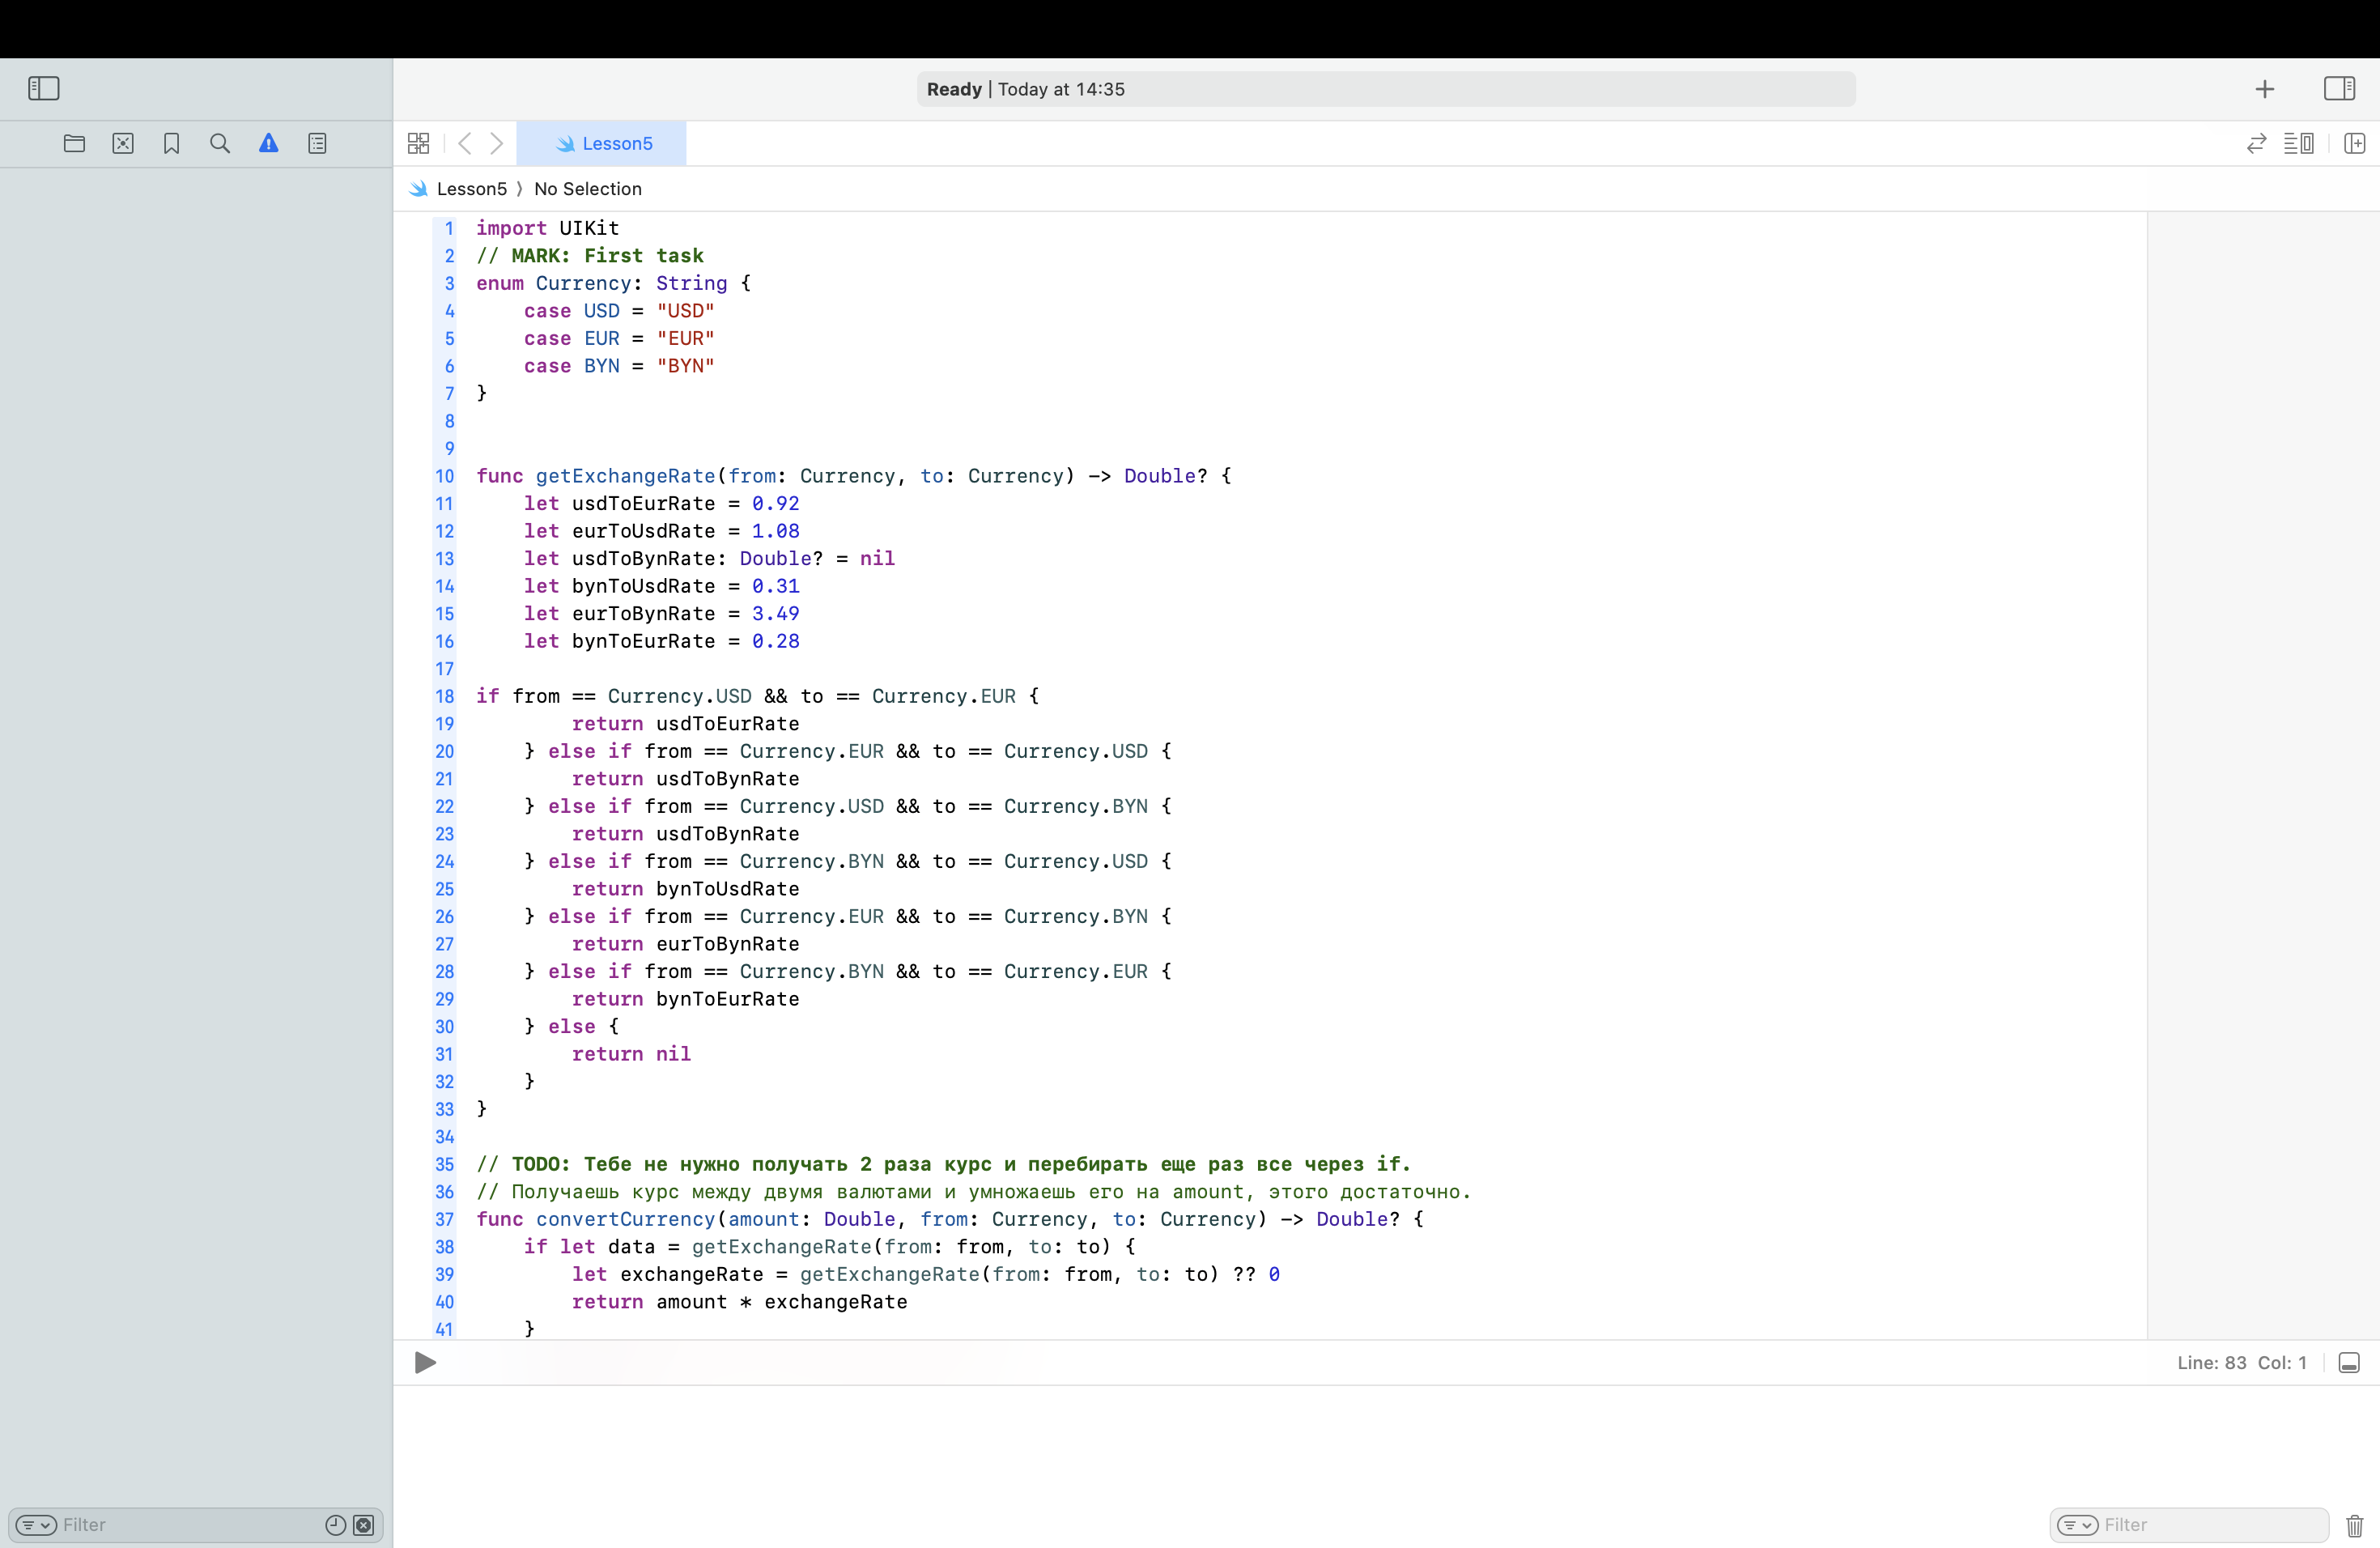 Ready | Today at 14:35
Lesson5
Lesson5 ⟩ No Selection
1 import UIKit
2 // MARK: First task
3 enum Currency: String {
4     case USD = "USD"
5     case EUR = "EUR"
6     case BYN = "BYN"
7 }
8
9
10 func getExchangeRate(from: Currency, to: Currency) -> Double? {
11     let usdToEurRate = 0.92
12     let eurToUsdRate = 1.08
13     let usdToBynRate: Double? = nil
14     let bynToUsdRate = 0.31
15     let eurToBynRate = 3.49
16     let bynToEurRate = 0.28
17
18 if from == Currency.USD && to == Currency.EUR {
19         return usdToEurRate
20     } else if from == Currency.EUR && to == Currency.USD {
21         return usdToBynRate
22     } else if from == Currency.USD && to == Currency.BYN {
23         return usdToBynRate
24     } else if from == Currency.BYN && to == Currency.USD {
25         return bynToUsdRate
26     } else if from == Currency.EUR && to == Currency.BYN {
27         return eurToBynRate
28     } else if from == Currency.BYN && to == Currency.EUR {
29         return bynToEurRate
30     } else {
31         return nil
32     }
33 }
34
35 // TODO: Тебе не нужно получать 2 раза курс и перебирать еще раз все через if.
36 // Получаешь курс между двумя валютами и умножаешь его на amount, этого достаточно.
37 func convertCurrency(amount: Double, from: Currency, to: Currency) -> Double? {
38     if let data = getExchangeRate(from: from, to: to) {
39         let exchangeRate = getExchangeRate(from: from, to: to) ?? 0
40         return amount * exchangeRate
41     }
Line: 83 Col: 1
Filter
Filter